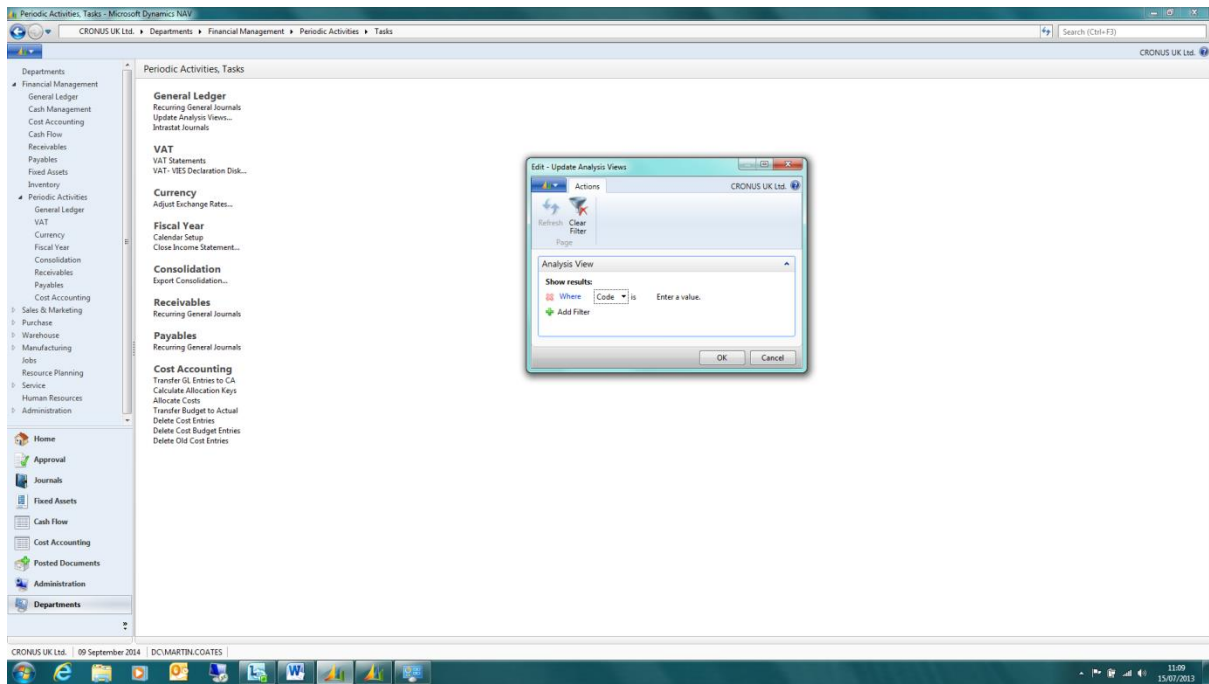 Periodic Activities, Tasks - Microsoft Dynamics NAV
CRONUS UK Ltd. ▸ Departments ▸ Financial Management ▸ Periodic Activities ▸ Tasks
Search (Ctrl+F3)
CRONUS UK Ltd.
Departments
Financial Management
General Ledger
Cash Management
Cost Accounting
Cash Flow
Receivables
Payables
Fixed Assets
Inventory
Periodic Activities
General Ledger
VAT
Currency
Fiscal Year
Consolidation
Receivables
Payables
Cost Accounting
Sales & Marketing
Purchase
Warehouse
Manufacturing
Jobs
Resource Planning
Service
Human Resources
Administration
Home
Approval
Journals
Fixed Assets
Cash Flow
Cost Accounting
Posted Documents
Administration
Departments
Periodic Activities, Tasks
General Ledger
Recurring General Journals
Update Analysis Views...
Intrastat Journals
VAT
VAT Statements
VAT- VIES Declaration Disk...
Currency
Adjust Exchange Rates...
Fiscal Year
Calendar Setup
Close Income Statement...
Consolidation
Export Consolidation...
Receivables
Recurring General Journals
Payables
Recurring General Journals
Cost Accounting
Transfer GL Entries to CA
Calculate Allocation Keys
Allocate Costs
Transfer Budget to Actual
Delete Cost Entries
Delete Cost Budget Entries
Delete Old Cost Entries
Edit - Update Analysis Views
Actions
CRONUS UK Ltd.
Refresh
Clear
Filter
Page
Analysis View
Show results:
Where Code is Enter a value.
Add Filter
OK Cancel
CRONUS UK Ltd. 09 September 2014 DC\MARTIN.COATES
11:09
15/07/2013